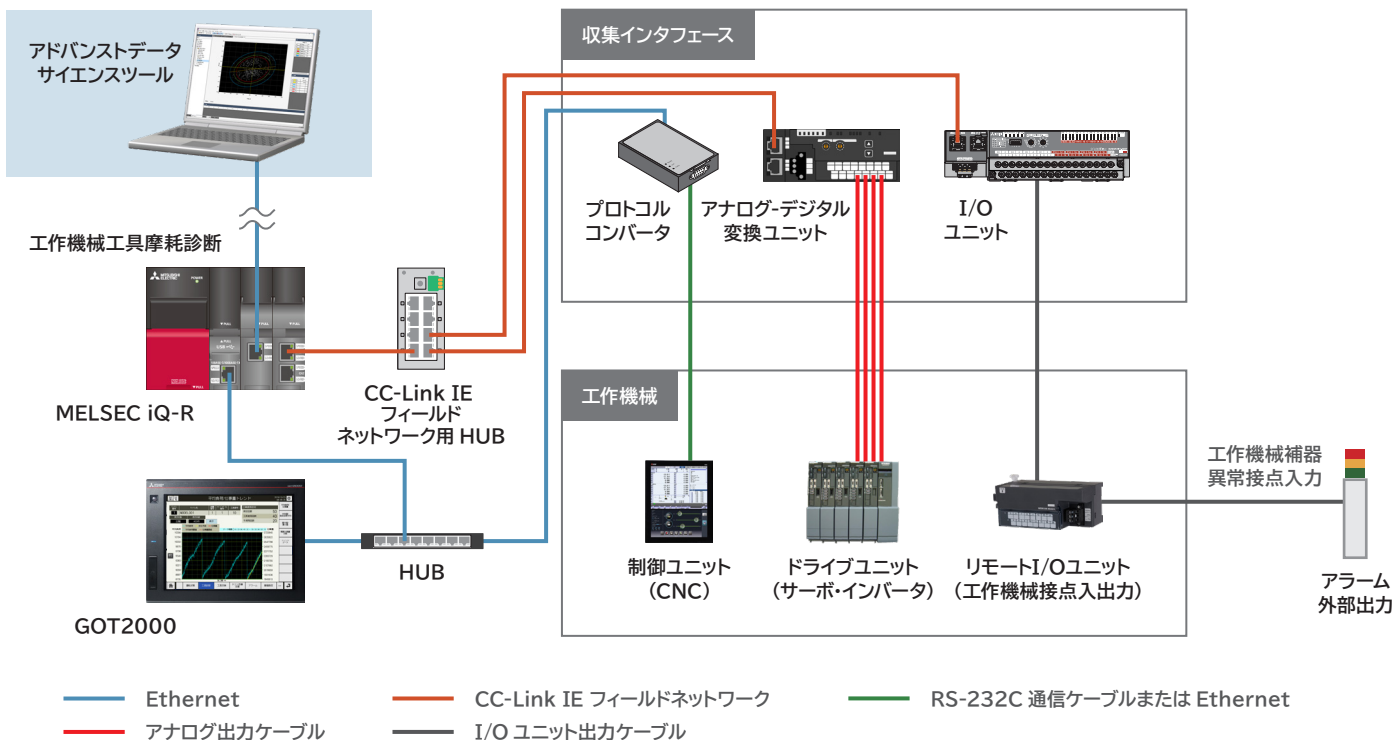 アドバンストデータ
サイエンスツール
工作機械工具摩耗診断
MITSUBISHI
ELECTRIC
POWER
MELSEC iQ-R
CC-Link IE
フィールド
ネットワーク用 HUB
GOT2000
HUB
収集インタフェース
プロトコル
コンバータ
アナログ-デジタル
変換ユニット
I/O
ユニット
工作機械
制御ユニット
(CNC)
ドライブユニット
(サーボ・インバータ)
リモートI/Oユニット
(工作機械接点入出力)
工作機械補器
異常接点入力
アラーム
外部出力
Ethernet
CC-Link IE フィールドネットワーク
RS-232C 通信ケーブルまたは Ethernet
アナログ出力ケーブル
I/O ユニット出力ケーブル